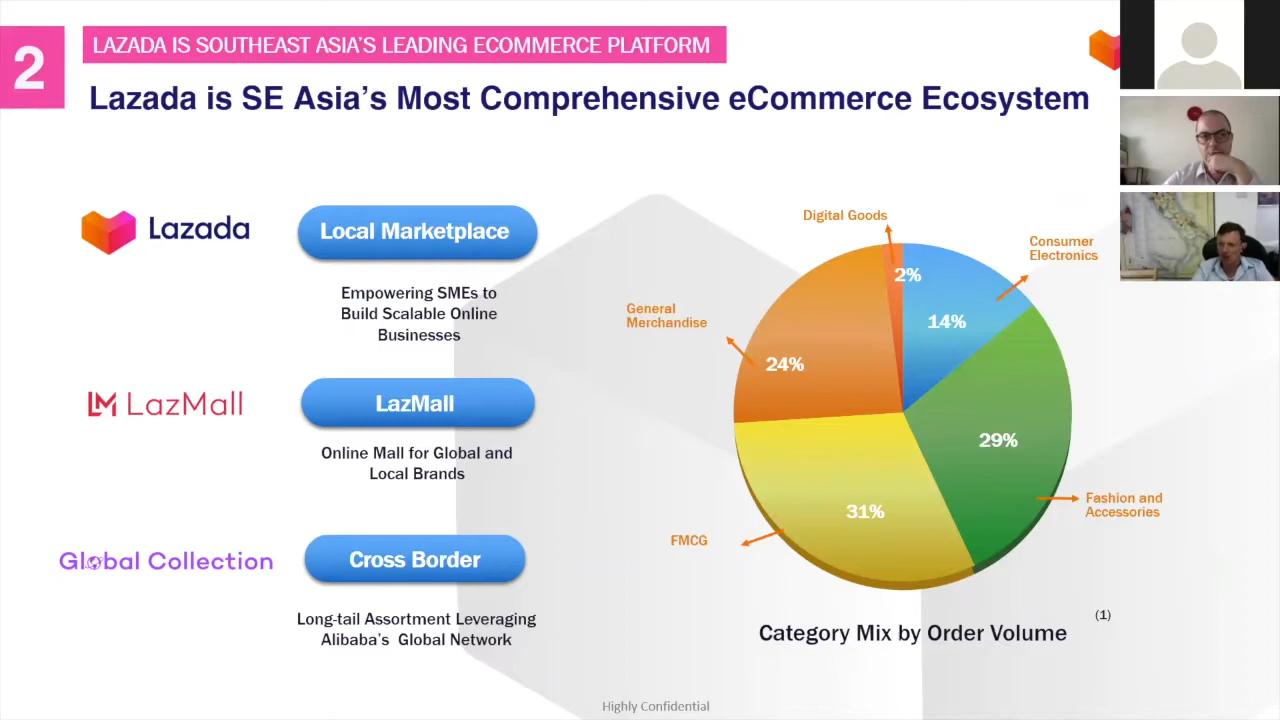 2
LAZADA IS SOUTHEAST ASIA'S LEADING ECOMMERCE PLATFORM
Lazada is SE Asia's Most Comprehensive eCommerce Ecosystem
Lazada
Local Marketplace
Empowering SMEs to
Build Scalable Online
Businesses
LM LazMall
LazMall
Online Mall for Global and
Local Brands
Global Collection
Cross Border
Long-tail Assortment Leveraging
Alibaba's Global Network
Digital Goods
2%
Consumer
Electronics
14%
General
Merchandise
24%
29%
Fashion and
Accessories
31%
FMCG
(1)
Category Mix by Order Volume
Highly Confidential